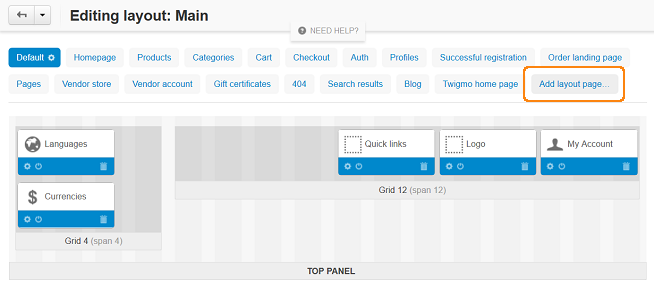 Editing layout: Main
NEED HELP?
Default Homepage Products Categories Cart Checkout Auth Profiles Successful registration Order landing page
Pages Vendor store Vendor account Gift certificates 404 Search results Blog Twigmo home page Add layout page...
Languages Quick links Logo My Account
Grid 12 (span 12)
Currencies
Grid 4 (span 4)
TOP PANEL